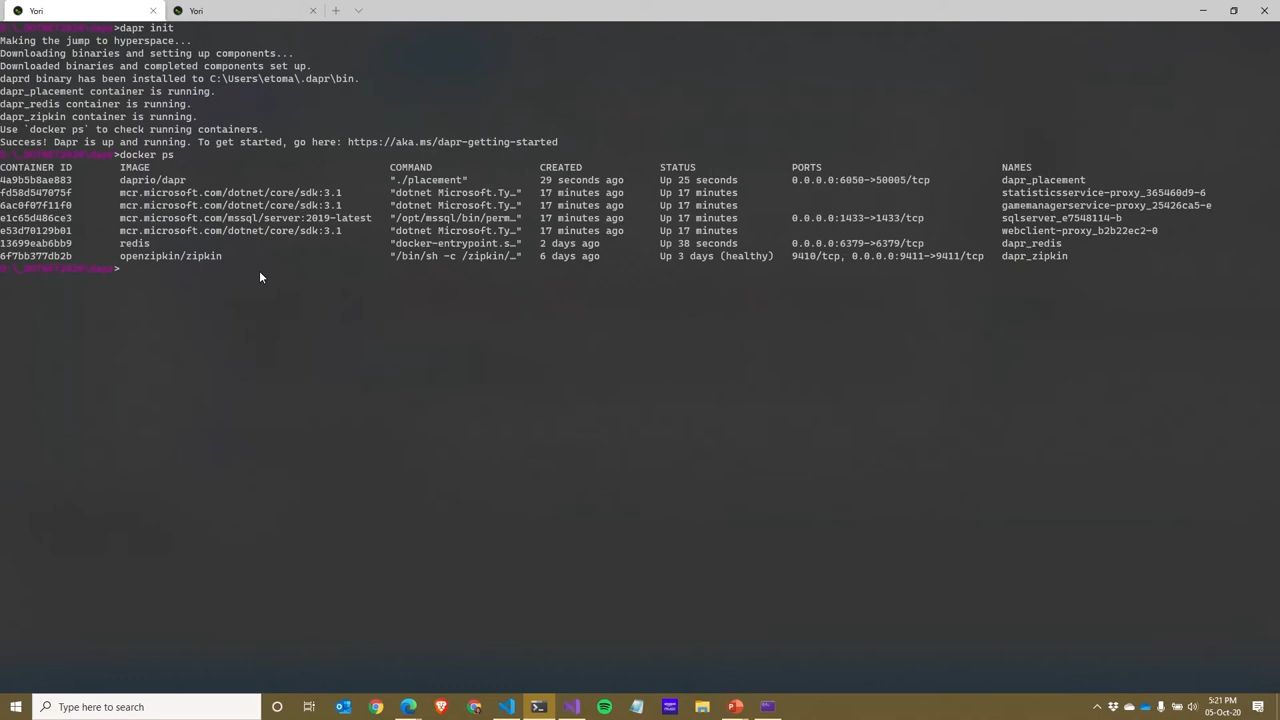 Yori
Yori
E:\_DOTNET2020\dapr>dapr init
Making the jump to hyperspace...
Downloading binaries and setting up components...
Downloaded binaries and completed components set up.
daprd binary has been installed to C:\Users\etoma\.dapr\bin.
dapr_placement container is running.
dapr_redis container is running.
dapr_zipkin container is running.
Use `docker ps` to check running containers.
Success! Dapr is up and running. To get started, go here: https://aka.ms/dapr-getting-started
E:\_DOTNET2020\dapr>docker ps
CONTAINER ID IMAGE COMMAND CREATED STATUS PORTS NAMES
4a9b5b8ae883 daprio/dapr "./placement" 29 seconds ago Up 25 seconds 0.0.0.0:6050->50005/tcp dapr_placement
fd58d547075f mcr.microsoft.com/dotnet/core/sdk:3.1 "dotnet Microsoft.Ty…" 17 minutes ago Up 17 minutes statisticsservice-proxy_365460d9-6
6ac0f07f11f0 mcr.microsoft.com/dotnet/core/sdk:3.1 "dotnet Microsoft.Ty…" 17 minutes ago Up 17 minutes gamemanagerservice-proxy_25426ca5-e
e1c65d486ce3 mcr.microsoft.com/mssql/server:2019-latest "/opt/mssql/bin/perm…" 17 minutes ago Up 17 minutes 0.0.0.0:1433->1433/tcp sqlserver_e7548114-b
e53d70129b01 mcr.microsoft.com/dotnet/core/sdk:3.1 "dotnet Microsoft.Ty…" 17 minutes ago Up 17 minutes webclient-proxy_b2b22ec2-0
13699eab6bb9 redis "docker-entrypoint.s…" 2 days ago Up 38 seconds 0.0.0.0:6379->6379/tcp dapr_redis
6f7bb377db2b openzipkin/zipkin "/bin/sh -c /zipkin/…" 6 days ago Up 3 days (healthy) 9410/tcp, 0.0.0.0:9411->9411/tcp dapr_zipkin
E:\_DOTNET2020\dapr>
Type here to search
5:21 PM
05-Oct-20